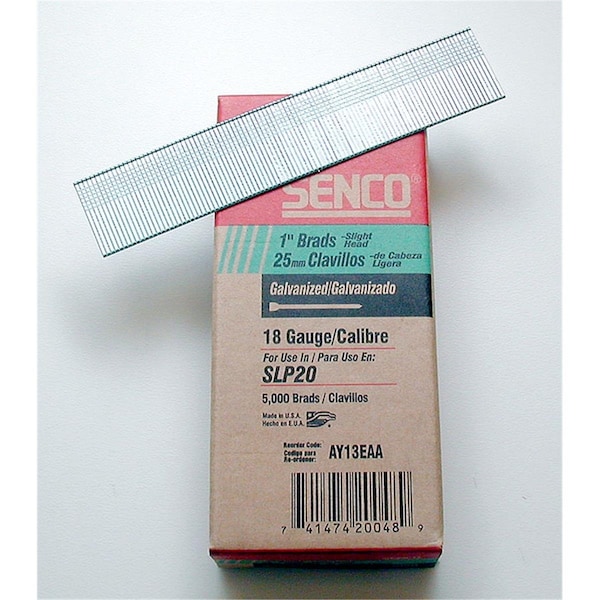 SENCO®
1" Brads -Slight Head
25mm Clavillos -de Cabeza Ligera
Galvanized/Galvanizado
18 Gauge/Calibre
For Use In / Para Uso En:
SLP20
5,000 Brads / Clavillos
Made in U.S.A.
Hecho en E.U.A.
Reorder Code:
Codigo para Re-ordener: AY13EAA
7 41474 20048 9